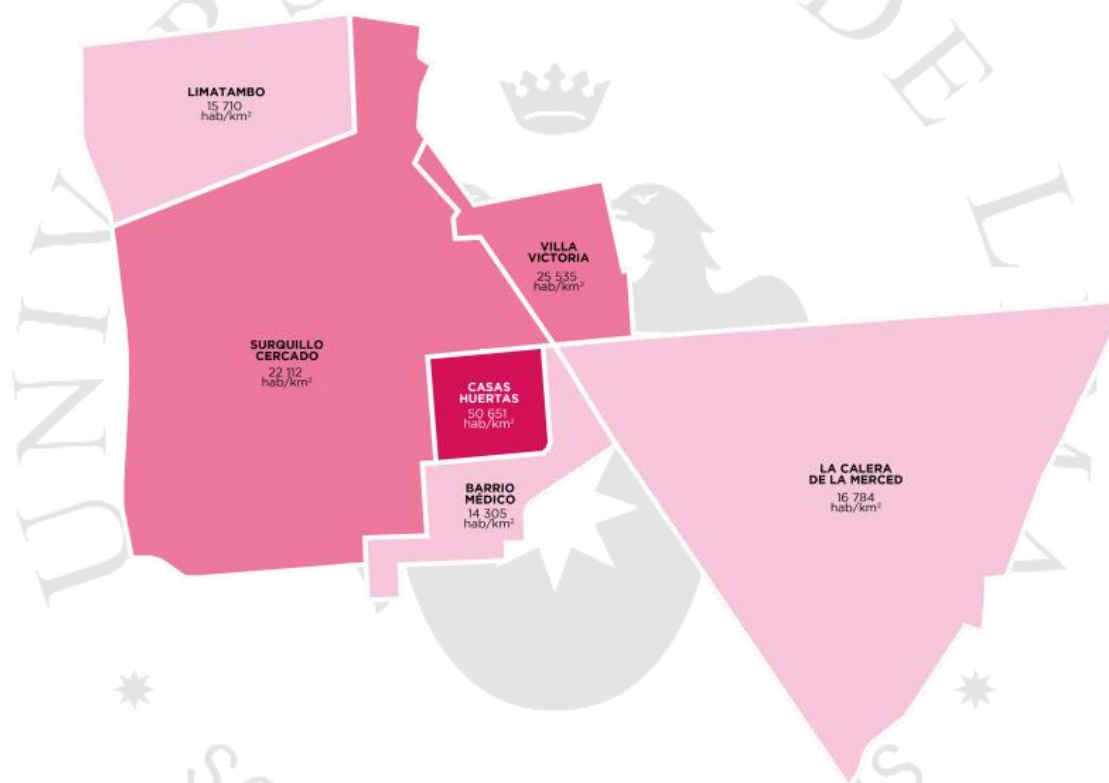 LIMATAMBO
15 710
hab/km²
VILLA
VICTORIA
25 535
hab/km²
SURQUILLO
CERCADO
22 112
hab/km²
CASAS
HUERTAS
50 651
hab/km²
BARRIO
MÉDICO
14 305
hab/km²
LA CALERA
DE LA MERCED
16 784
hab/km²